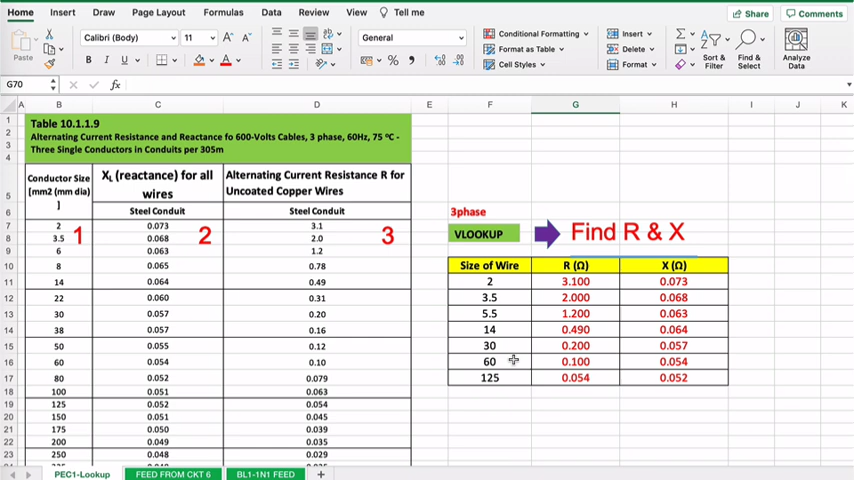 Home Insert Draw Page Layout Formulas Data Review View Tell me Share Comments
Paste Calibri (Body) 11 A A General Conditional Formatting Insert
B I U A % Format as Table Delete
Cell Styles Format Sort & Filter Find & Select Analyze Data
G70 fx
A B C D E F G H I J K
1 Table 10.1.1.9
2 Alternating Current Resistance and Reactance fo 600-Volts Cables, 3 phase, 60Hz, 75 ºC -
3 Three Single Conductors in Conduits per 305m
4
5 Conductor Size [mm2 (mm dia) ] XL (reactance) for all wires Alternating Current Resistance R for Uncoated Copper Wires
6 Steel Conduit Steel Conduit 3phase
7 2 0.073 3.1
8 3.5 0.068 2.0
1 2 3
VLOOKUP Find R & X
9 6 0.063 1.2
10 8 0.065 0.78 Size of Wire R (Ω) X (Ω)
11 14 0.064 0.49 2 3.100 0.073
12 22 0.060 0.31 3.5 2.000 0.068
13 30 0.057 0.20 5.5 1.200 0.063
14 38 0.057 0.16 14 0.490 0.064
15 50 0.055 0.12 30 0.200 0.057
16 60 0.054 0.10 60 0.100 0.054
17 80 0.052 0.079 125 0.054 0.052
18 100 0.051 0.063
19 125 0.052 0.054
20 150 0.051 0.045
21 175 0.050 0.039
22 200 0.049 0.035
23 250 0.048 0.029
PEC1-Lookup FEED FROM CKT 6 BL1-1N1 FEED +